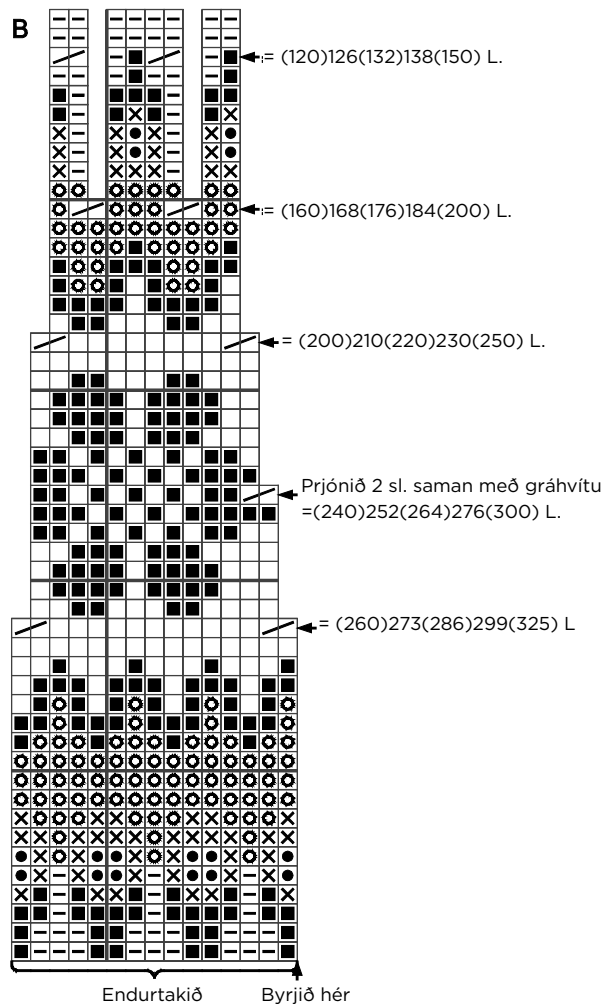 B
= (120)126(132)138(150) L.
= (160)168(176)184(200) L.
= (200)210(220)230(250) L.
Prjónið 2 sl. saman með gráhvítu
=(240)252(264)276(300) L.
= (260)273(286)299(325) L
Endurtakið
Byrjið hér